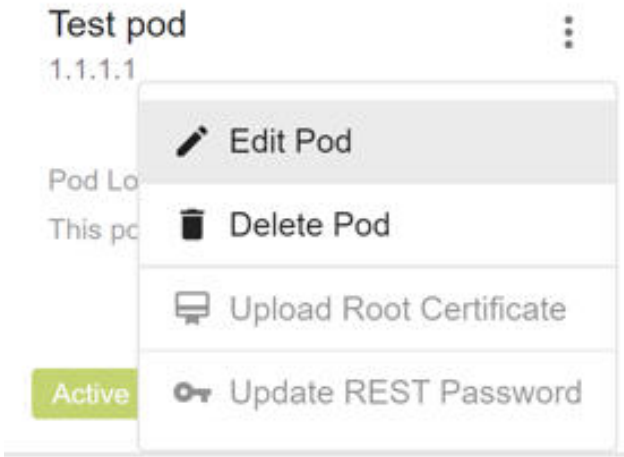 Test pod
1.1.1.1
Edit Pod
Pod Lo
This po
Delete Pod
Upload Root Certificate
Active
Update REST Password